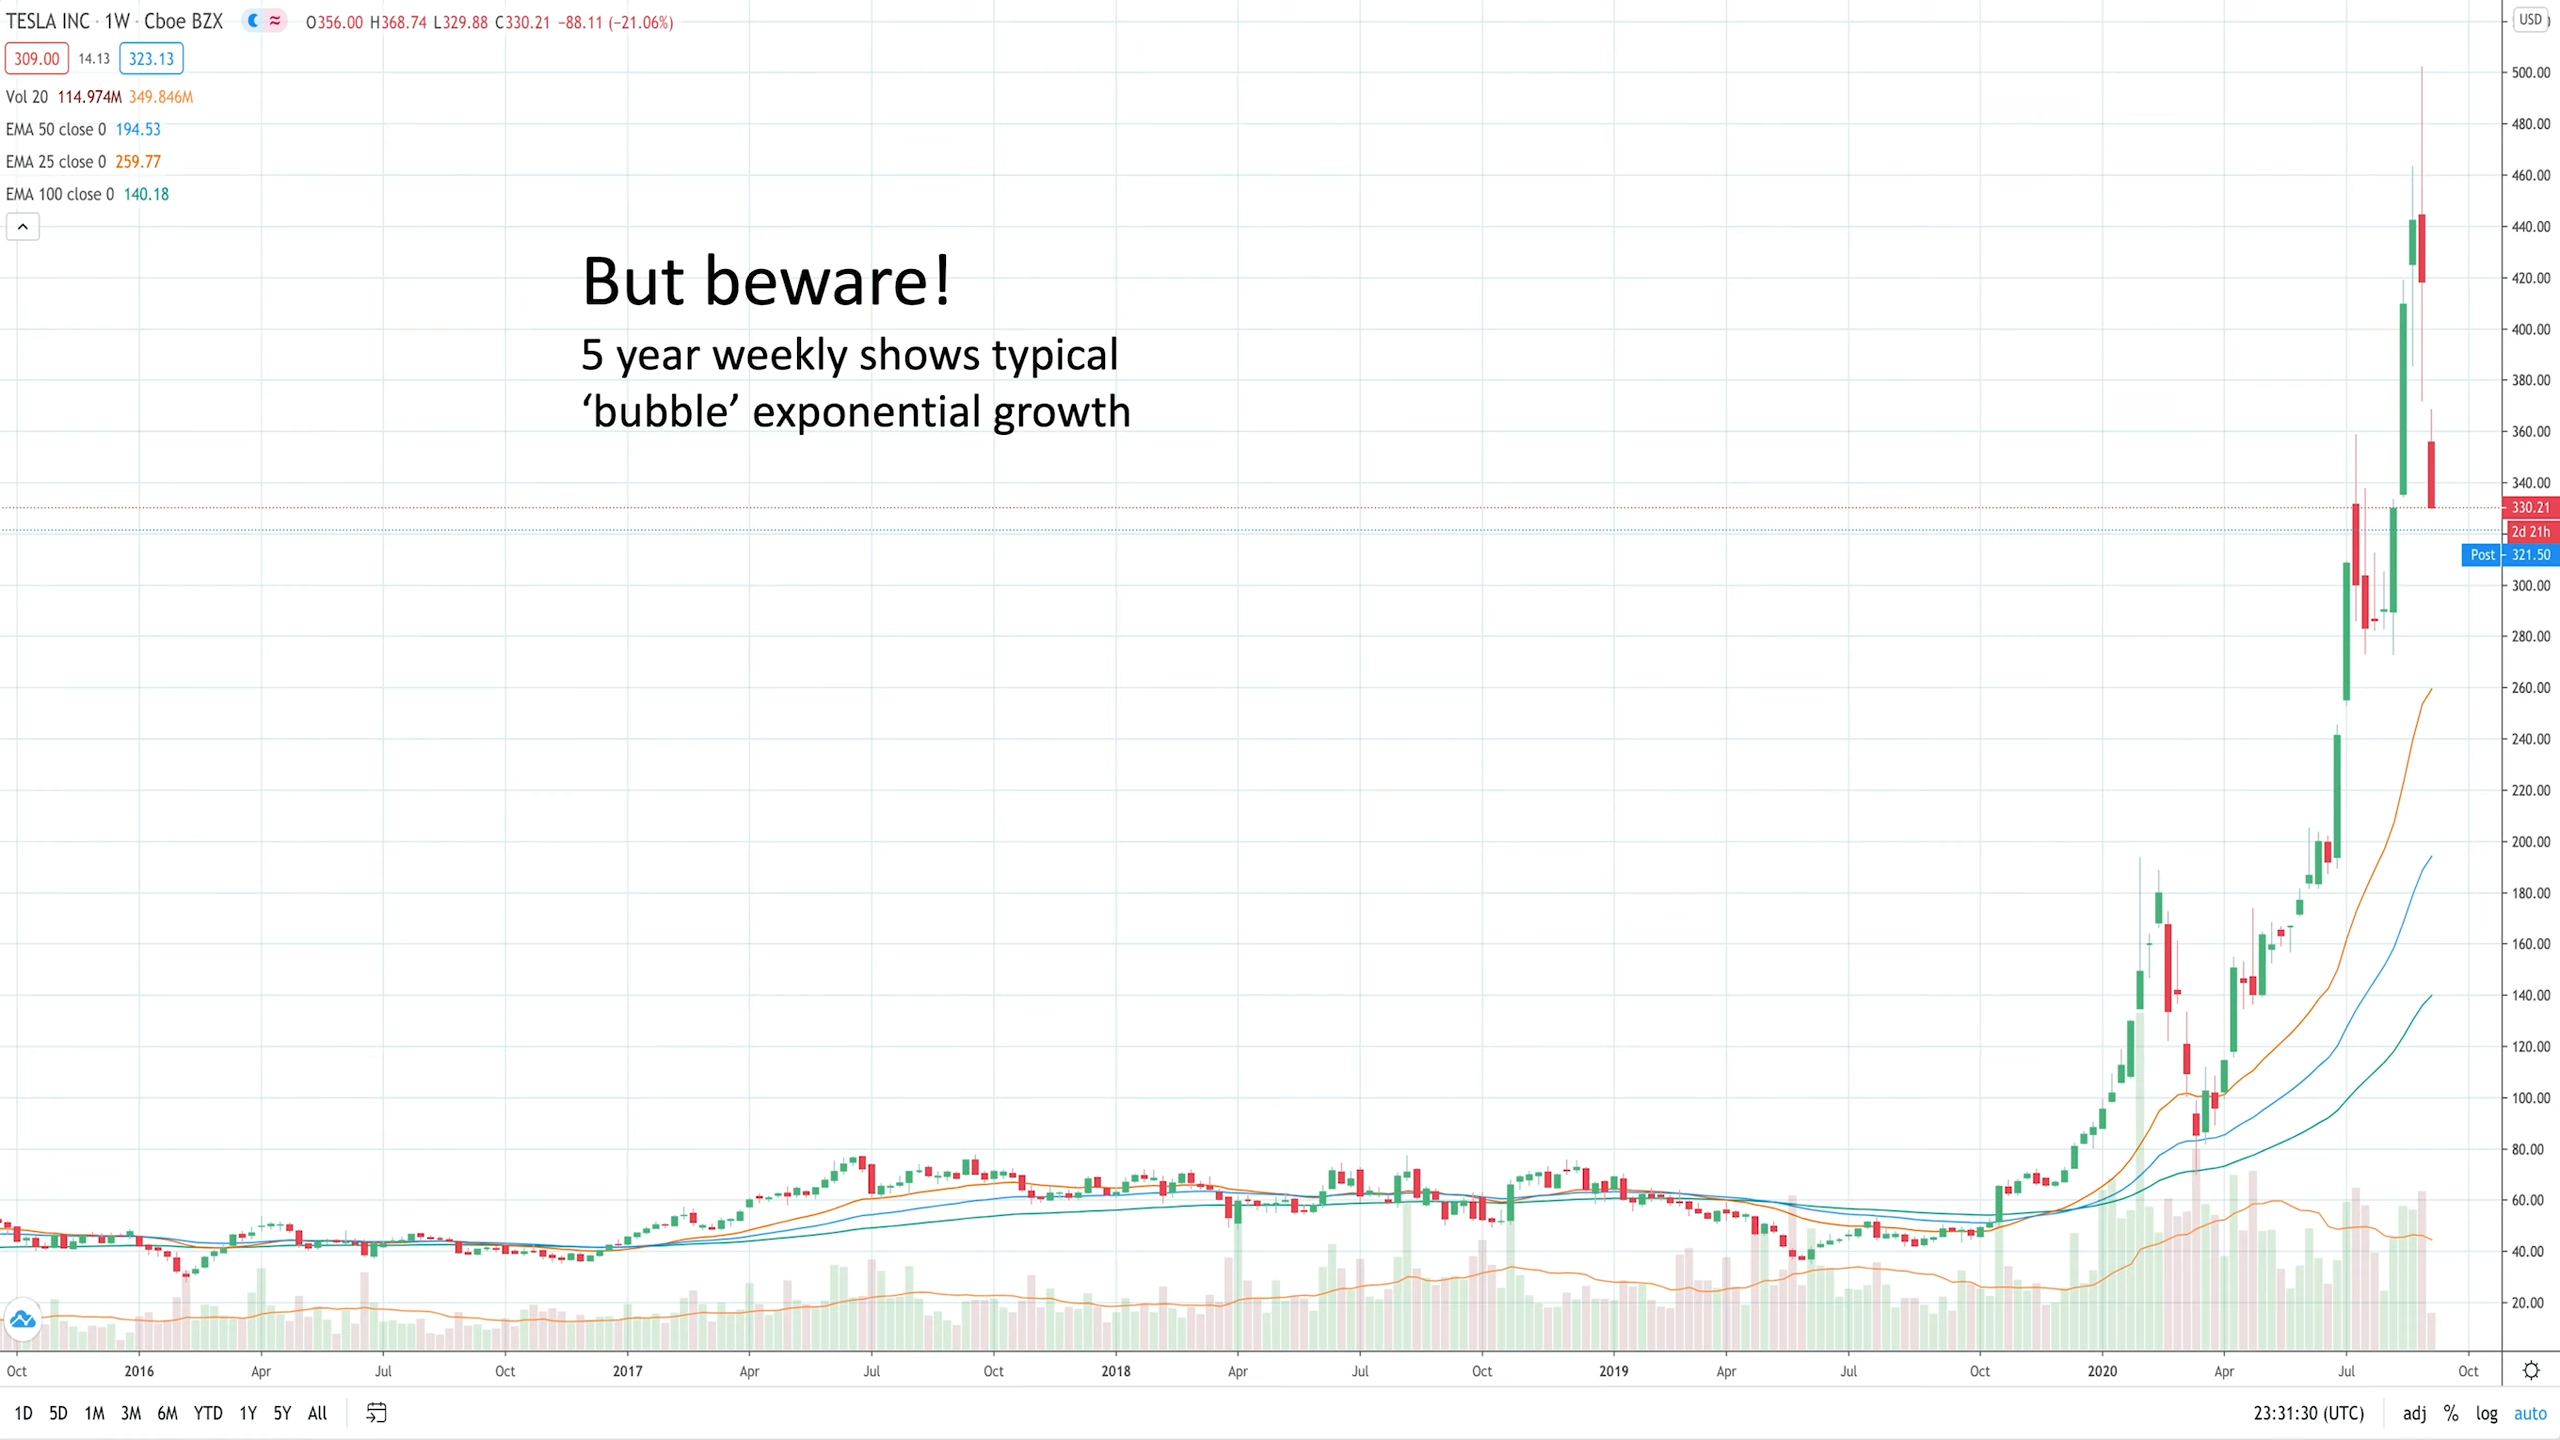 TESLA INC · 1W · Cboe BZX O356.00 H368.74 L329.88 C330.21 −88.11 (−21.06%)
USD
309.00 14.13 323.13
Vol 20 114.974M 349.846M
EMA 50 close 0 194.53
EMA 25 close 0 259.77
EMA 100 close 0 140.18
But beware!
5 year weekly shows typical
‘bubble’ exponential growth
500.00
480.00
460.00
440.00
420.00
400.00
380.00
360.00
340.00
330.21
2d 21h
Post 321.50
300.00
280.00
260.00
240.00
220.00
200.00
180.00
160.00
140.00
120.00
100.00
80.00
60.00
40.00
20.00
Oct 2016 Apr Jul Oct 2017 Apr Jul Oct 2018 Apr Jul Oct 2019 Apr Jul Oct 2020 Apr Jul Oct
1D 5D 1M 3M 6M YTD 1Y 5Y All 23:31:30 (UTC) adj % log auto